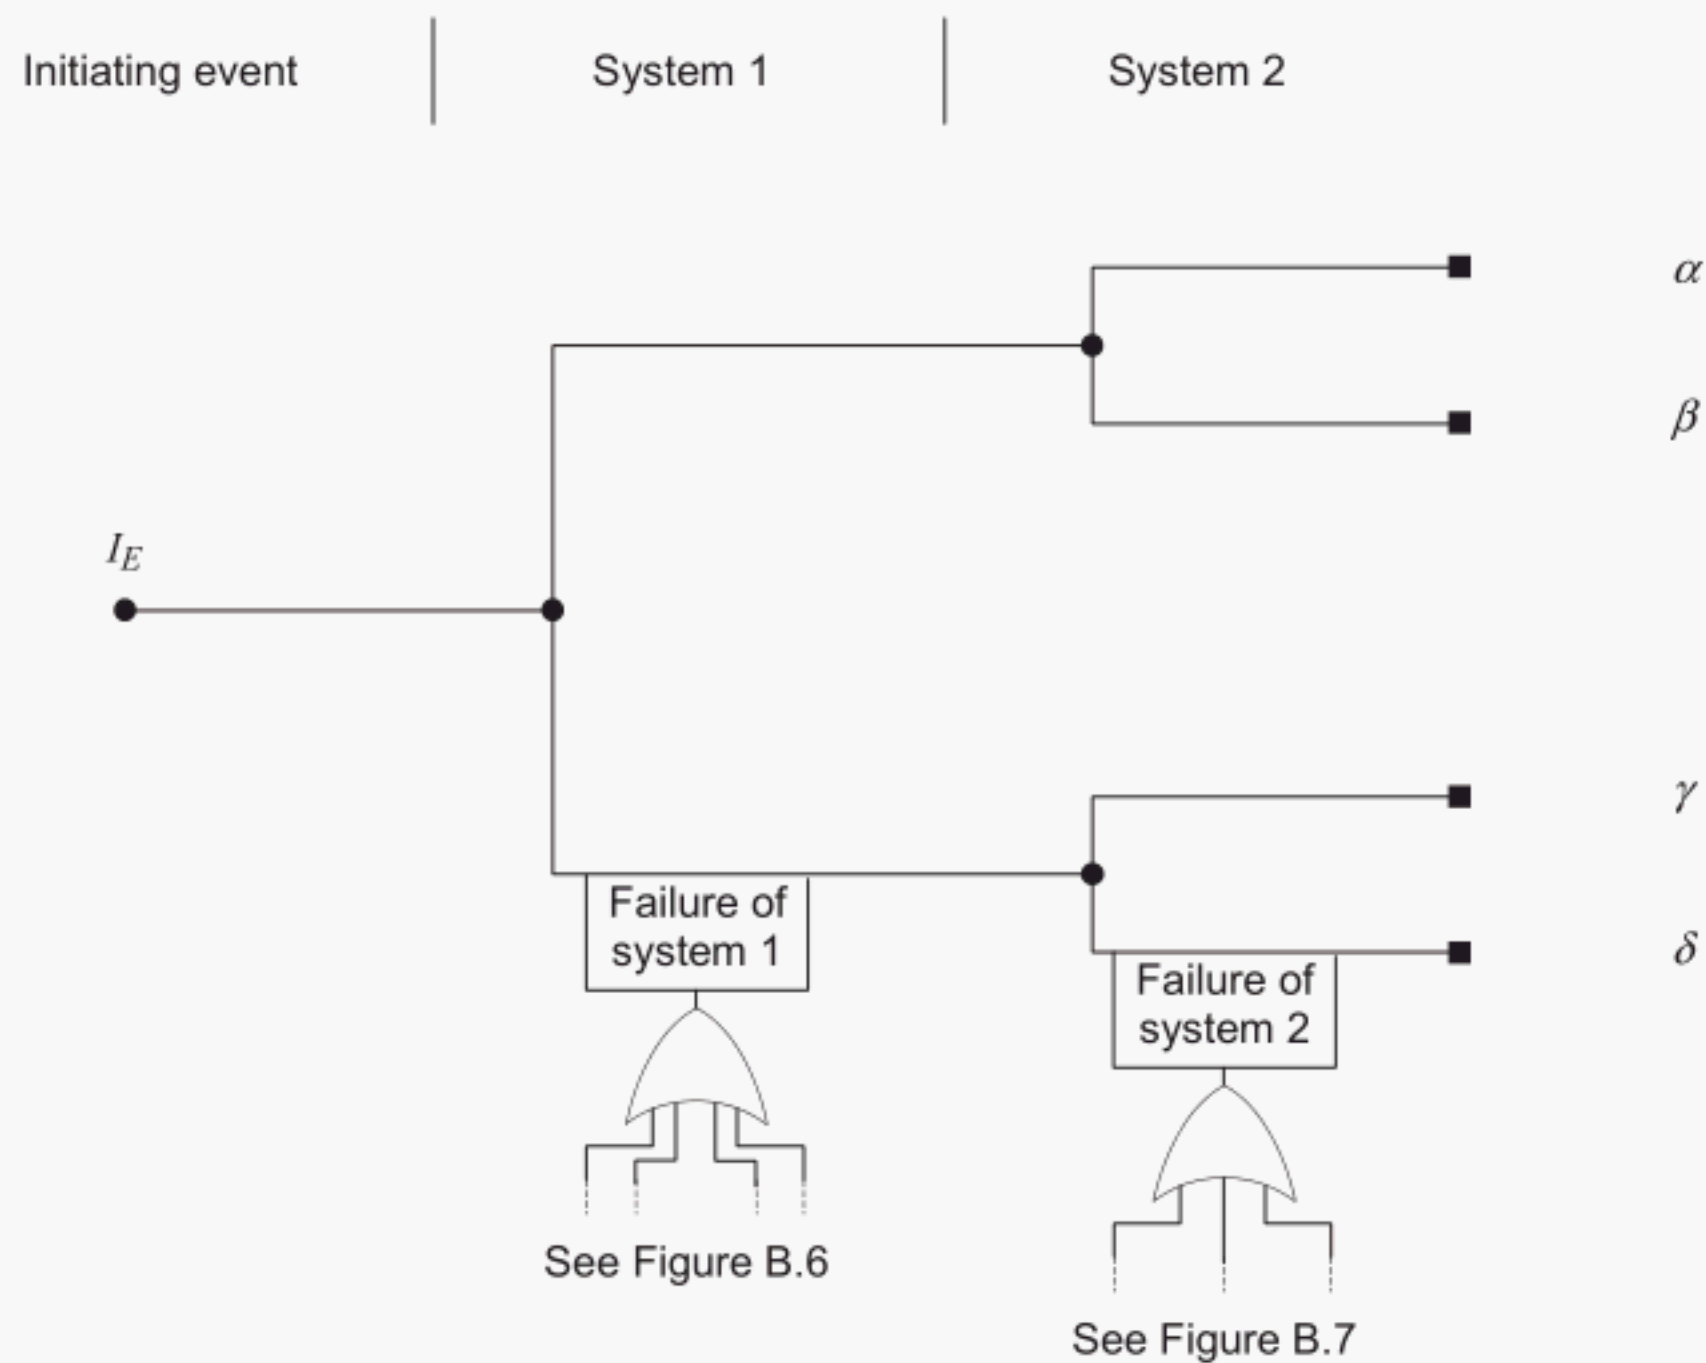 Initiating event
System 1
System 2
α
β
I_E
γ
Failure of
system 1
δ
Failure of
system 2
See Figure B.6
See Figure B.7